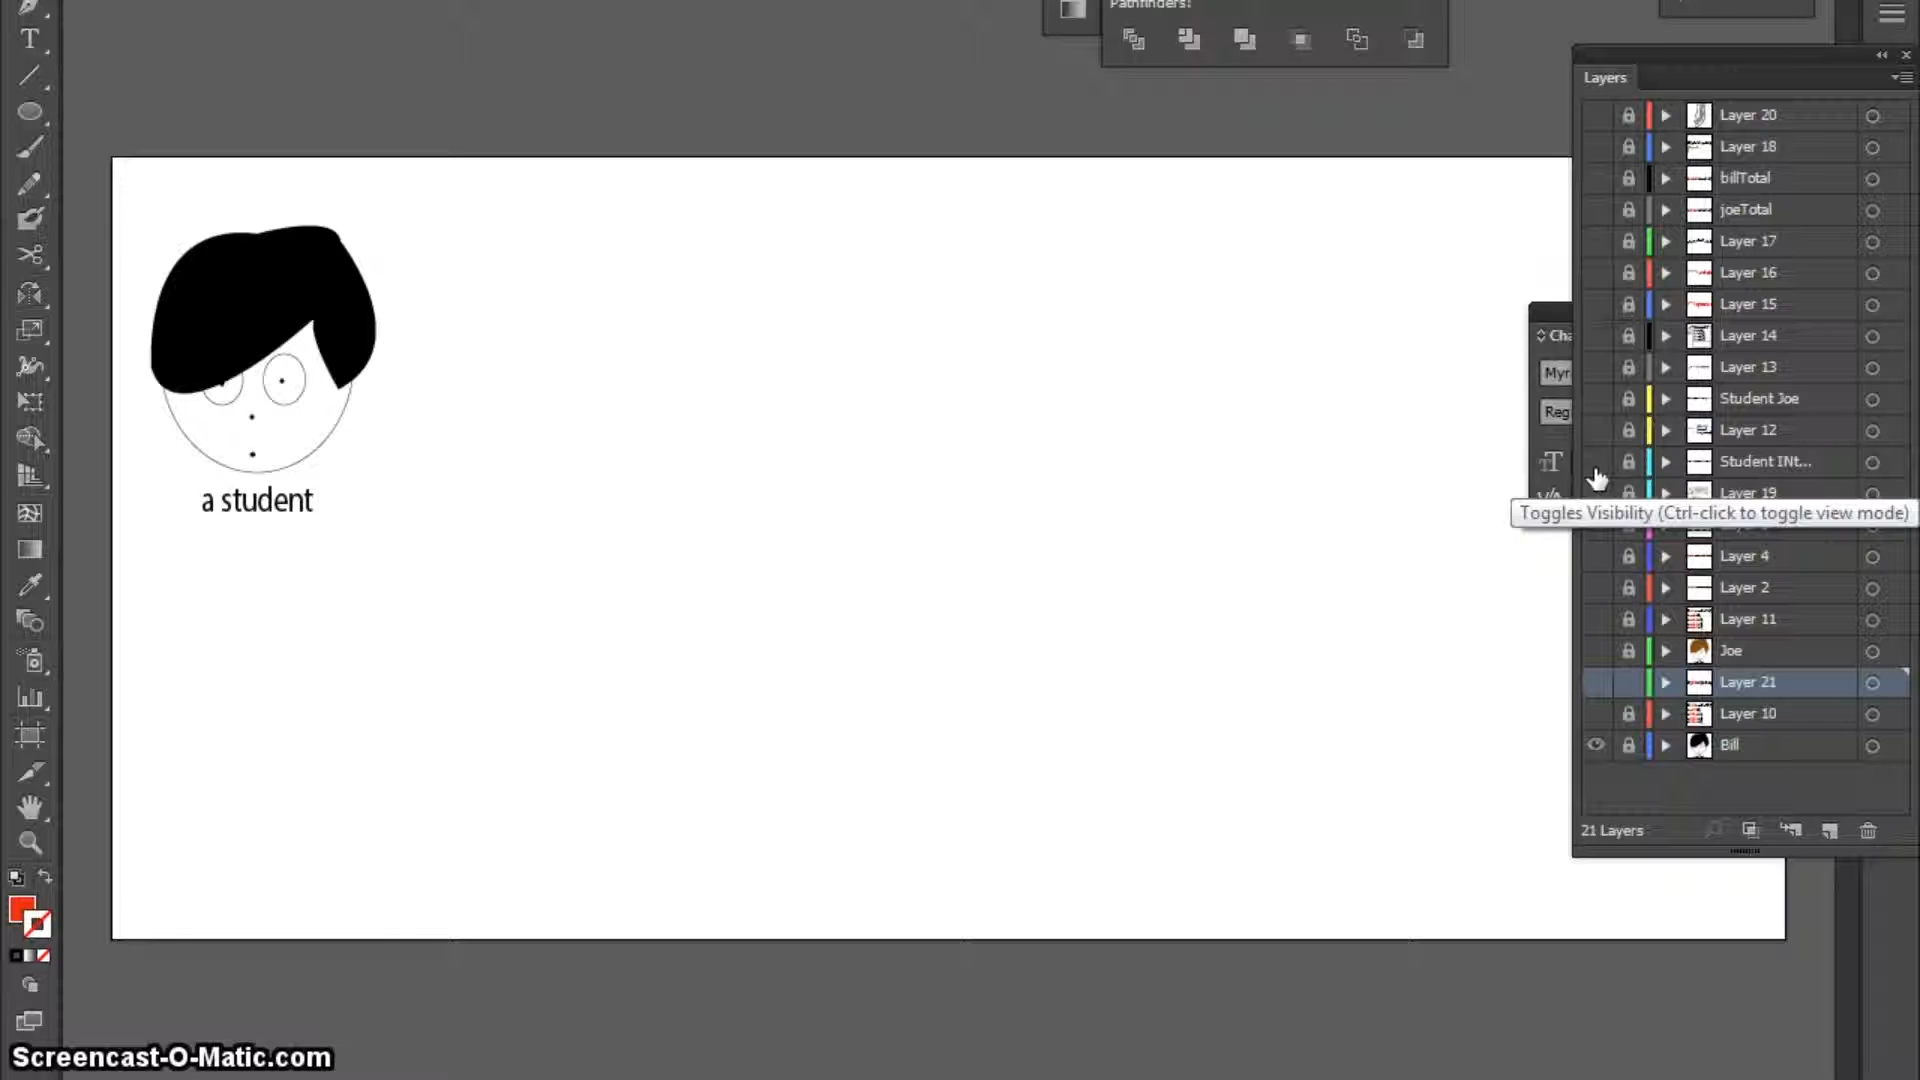 Pathfinders:
Layers
Layer 20
Layer 18
billTotal
joeTotal
Layer 17
Layer 16
Layer 15
Layer 14
Layer 13
Student Joe
Layer 12
Student INt...
Layer 19
Layer 4
Layer 2
Layer 11
Joe
Layer 21
Layer 10
Bill
21 Layers
Cha
Myr
Reg
Toggles Visibility (Ctrl-click to toggle view mode)
a student
T
Screencast-O-Matic.com